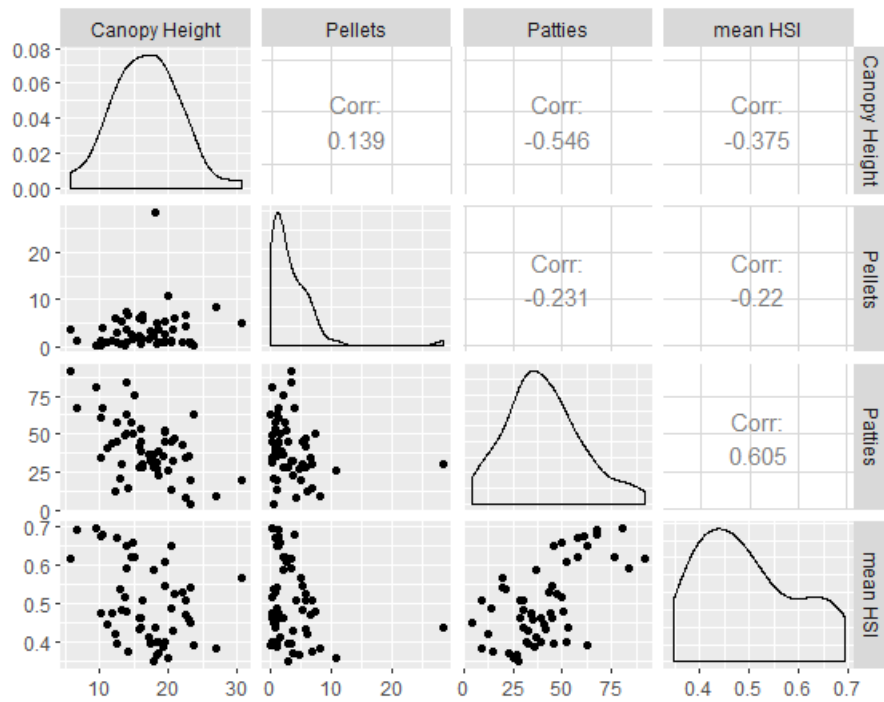 Canopy Height Pellets Patties mean HSI
0.08
0.06
0.04
0.02
0.00
Corr:
0.139
Corr:
-0.546
Corr:
-0.375
Canopy Height
20
10
0
Corr:
-0.231
Corr:
-0.22
Pellets
75
50
25
0
Corr:
0.605
Patties
0.7
0.6
0.5
0.4
mean HSI
10 20 30 0 10 20 0 25 50 75 0.4 0.5 0.6 0.7